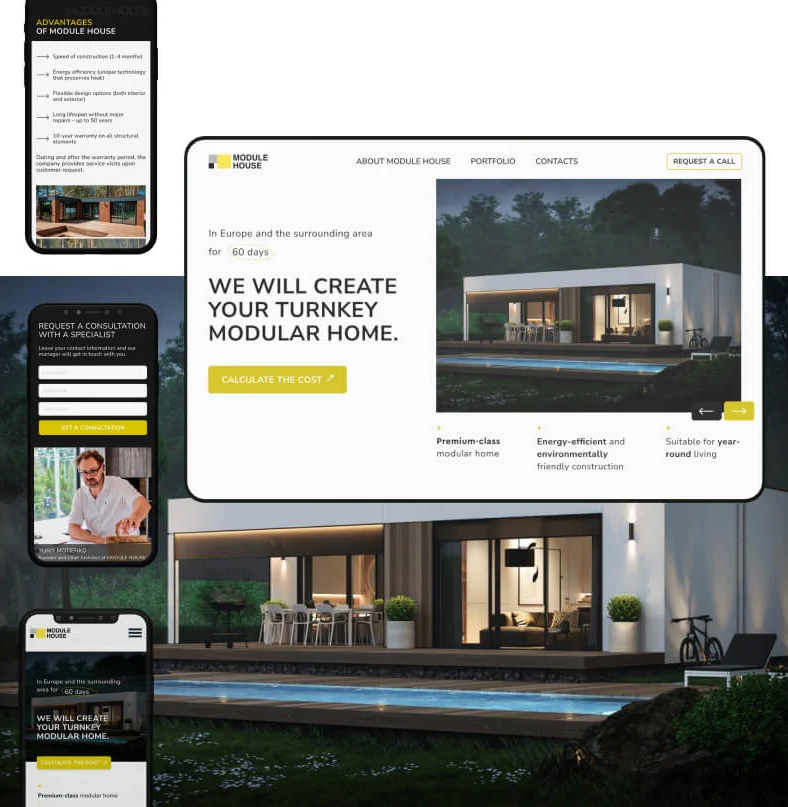 MODULE HOUSE
ADVANTAGES
OF MODULE HOUSE
Speed of construction (1-4 months)
Energy efficiency (unique technology
that preserves heat)
Flexible design options (both interior
and exterior)
Long lifespan without major
repairs – up to 50 years
10-year warranty on all structural
elements
During and after the warranty period, the
company provides service visits upon
customer request.
MODULE
HOUSE
ABOUT MODULE HOUSE
PORTFOLIO
CONTACTS
REQUEST A CALL
In Europe and the surrounding area
for 60 days
WE WILL CREATE
YOUR TURNKEY
MODULAR HOME.
CALCULATE THE COST
Premium-class
modular home
Energy-efficient and
environmentally
friendly construction
Suitable for year-
round living
REQUEST A CONSULTATION
WITH A SPECIALIST
Leave your contact information and our
manager will get in touch with you.
GET A CONSULTATION
Founder and Chief Architect of MODULE HOUSE
MODULE
HOUSE
In Europe and the surrounding
area for 60 days
WE WILL CREATE
YOUR TURNKEY
MODULAR HOME.
CALCULATE THE COST
Premium-class modular home